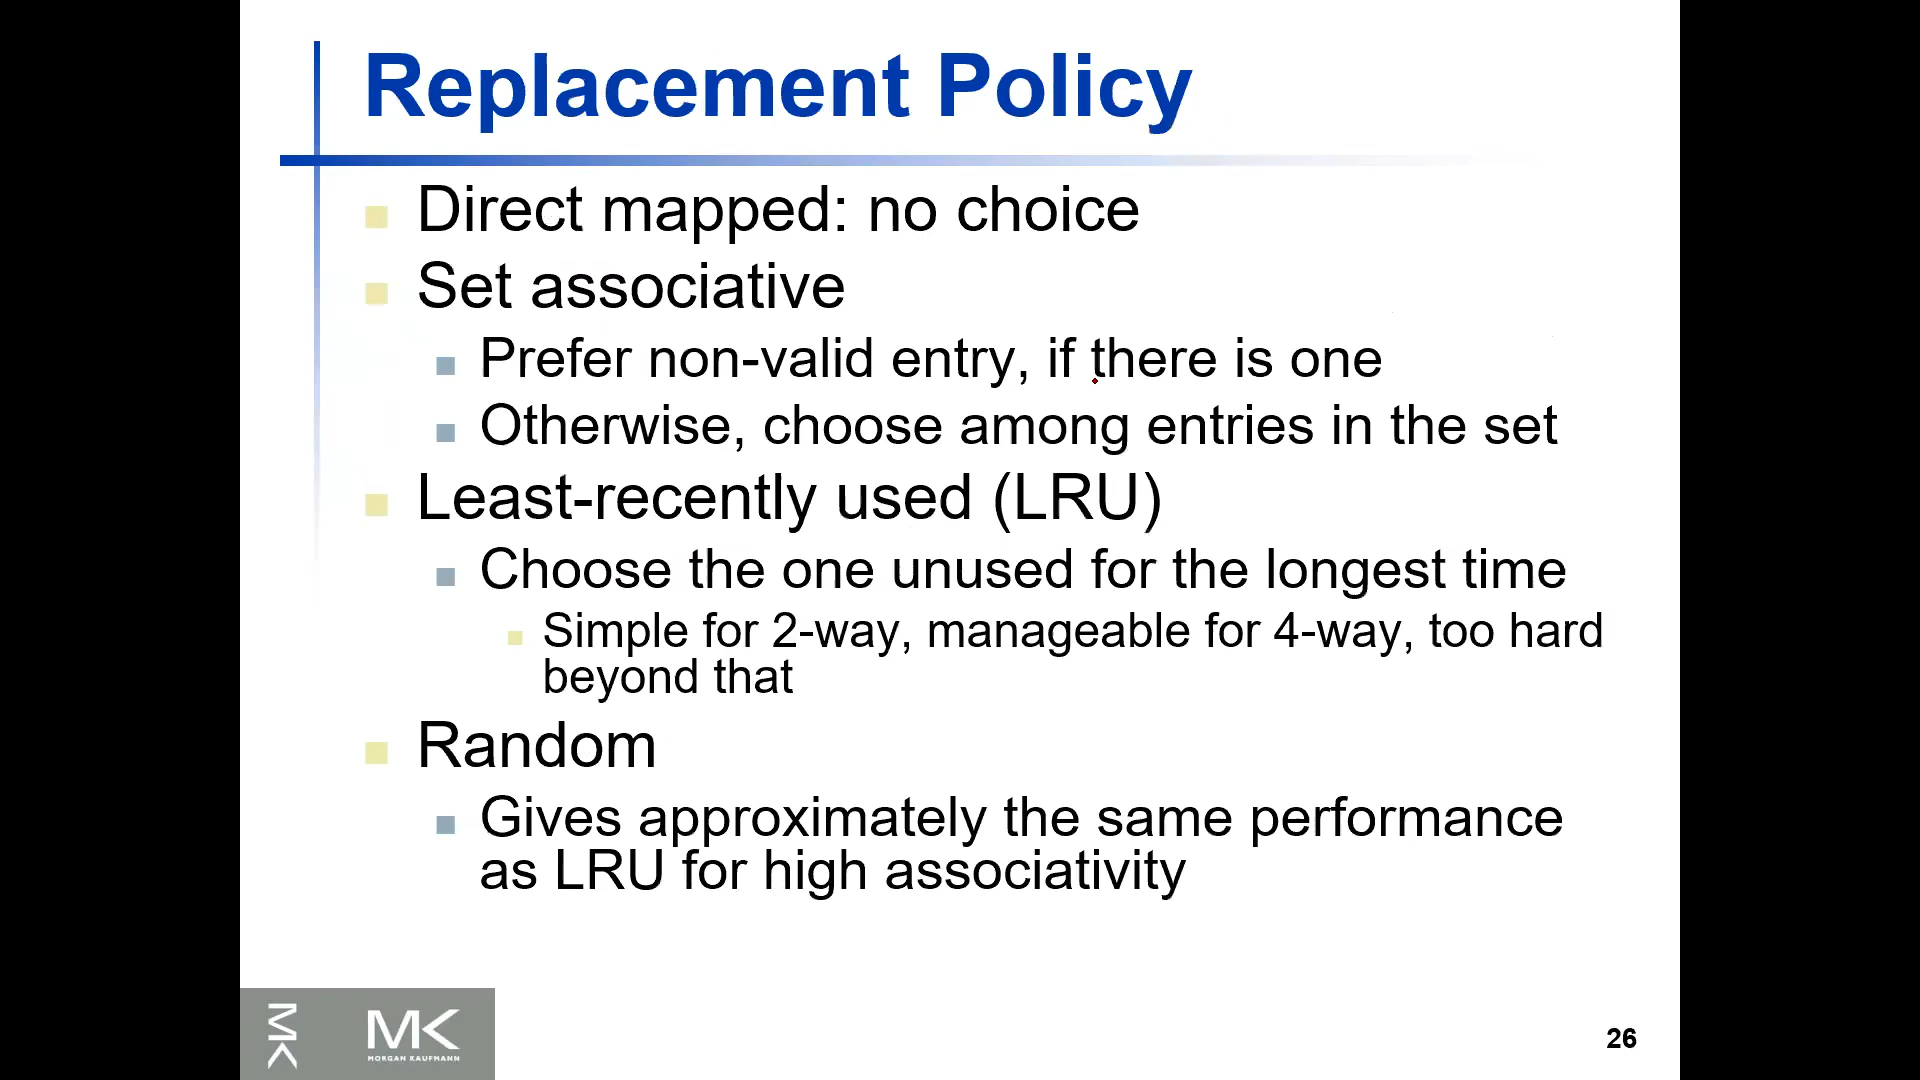 Replacement Policy
Direct mapped: no choice
Set associative
Prefer non-valid entry, if there is one
Otherwise, choose among entries in the set
Least-recently used (LRU)
Choose the one unused for the longest time
Simple for 2-way, manageable for 4-way, too hard
beyond that
Random
Gives approximately the same performance
as LRU for high associativity
MK
MK
MORGAN KAUFMANN
26